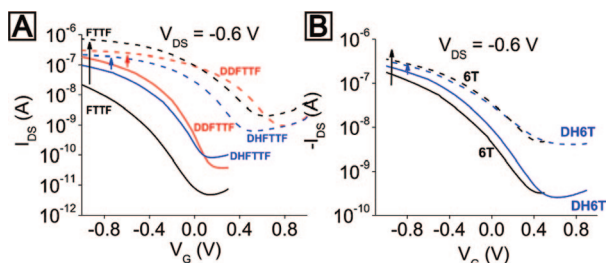 A
FTTF
V_DS = -0.6 V
DDFTTF
FTTF
DDFTTF
DHFTTF
DHFTTF
I_DS (A)
10^-6
10^-7
10^-8
10^-9
10^-10
10^-11
10^-12
-0.8 -0.4 0.0 0.4 0.8
V_G (V)
B
V_DS = -0.6 V
6T
6T
DH6T
DH6T
-I_DS (A)
10^-6
10^-7
10^-8
10^-9
10^-10
-0.8 -0.4 0.0 0.4 0.8
V_G (V)